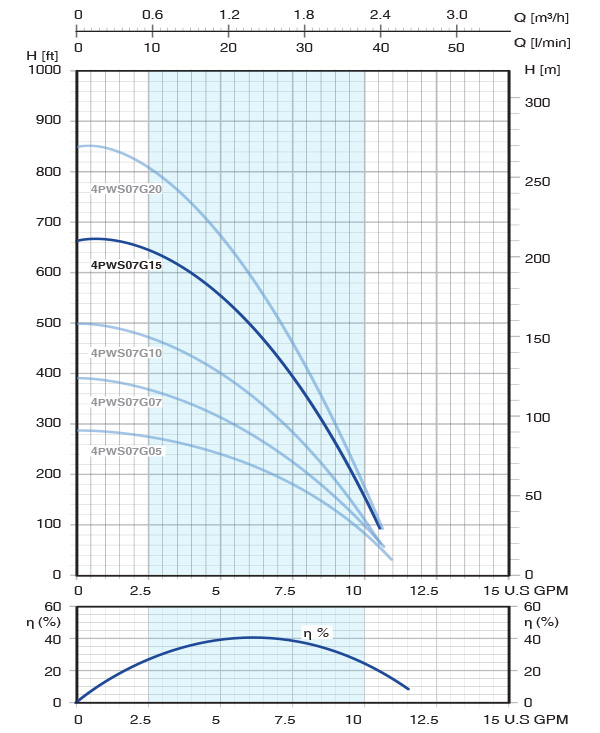 0 0.6 1.2 1.8 2.4 3.0 Q [m³/h]
0 10 20 30 40 50 Q [l/min]
H [ft] H [m]
1000
300
900
800
250
4PWS07G20
700
200
4PWS07G15
600
500
150
4PWS07G10
400
4PWS07G07
100
300
4PWS07G05
200
50
100
0 0
0 2.5 5 7.5 10 12.5 15 U.S GPM
60 60
η (%) η (%)
η %
40 40
20 20
0 0
0 2.5 5 7.5 10 12.5 15 U.S GPM